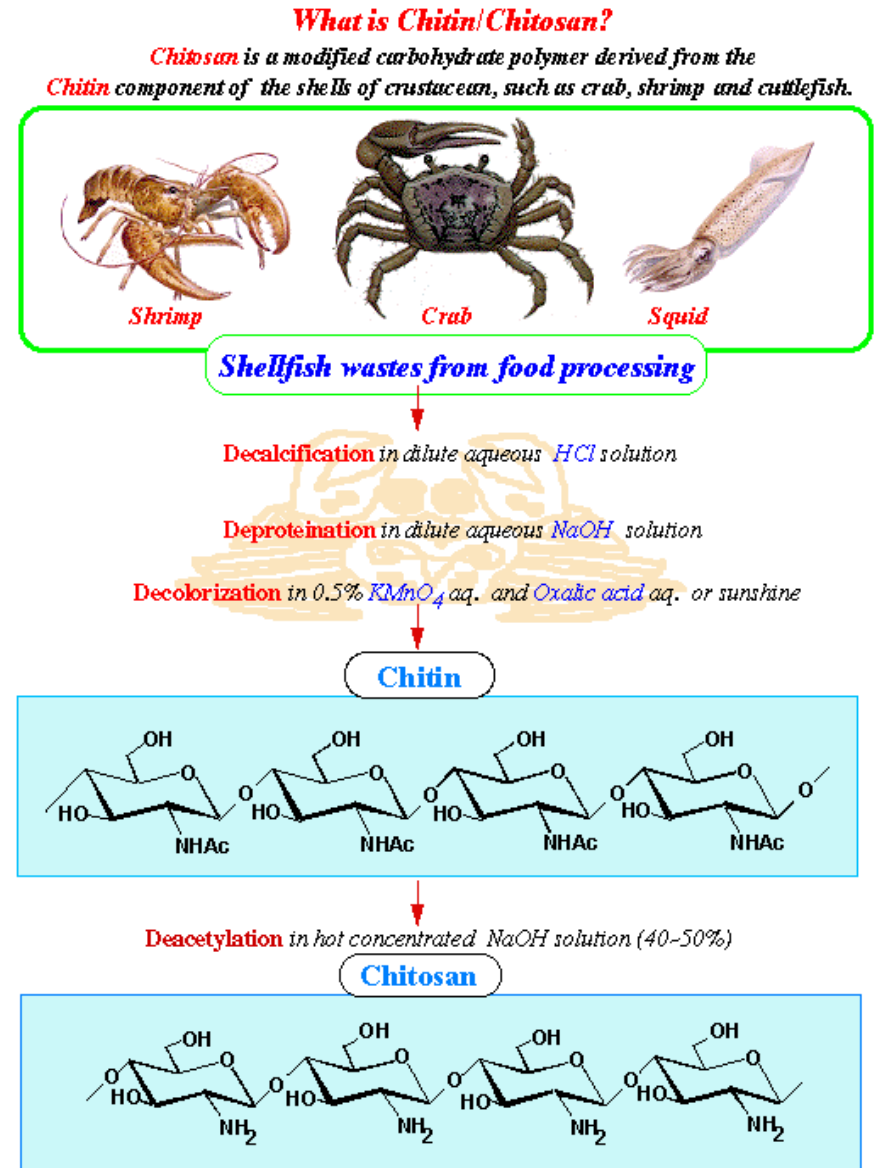 What is Chitin/Chitosan?
Chitosan is a modified carbohydrate polymer derived from the
Chitin component of the shells of crustacean, such as crab, shrimp and cuttlefish.
Shrimp
Crab
Squid
Shellfish wastes from food processing
Decalcification in dilute aqueous HCl solution
Deproteination in dilute aqueous NaOH solution
Decolorization in 0.5% KMnO4 aq. and Oxalic acid aq. or sunshine
Chitin
OH OH OH OH
O O O O
O O O O
HO HO HO HO
NHAc NHAc NHAc NHAc
Deacetylation in hot concentrated NaOH solution (40~50%)
Chitosan
OH OH OH OH
O O O O
O O O O
HO HO HO HO
NH2 NH2 NH2 NH2